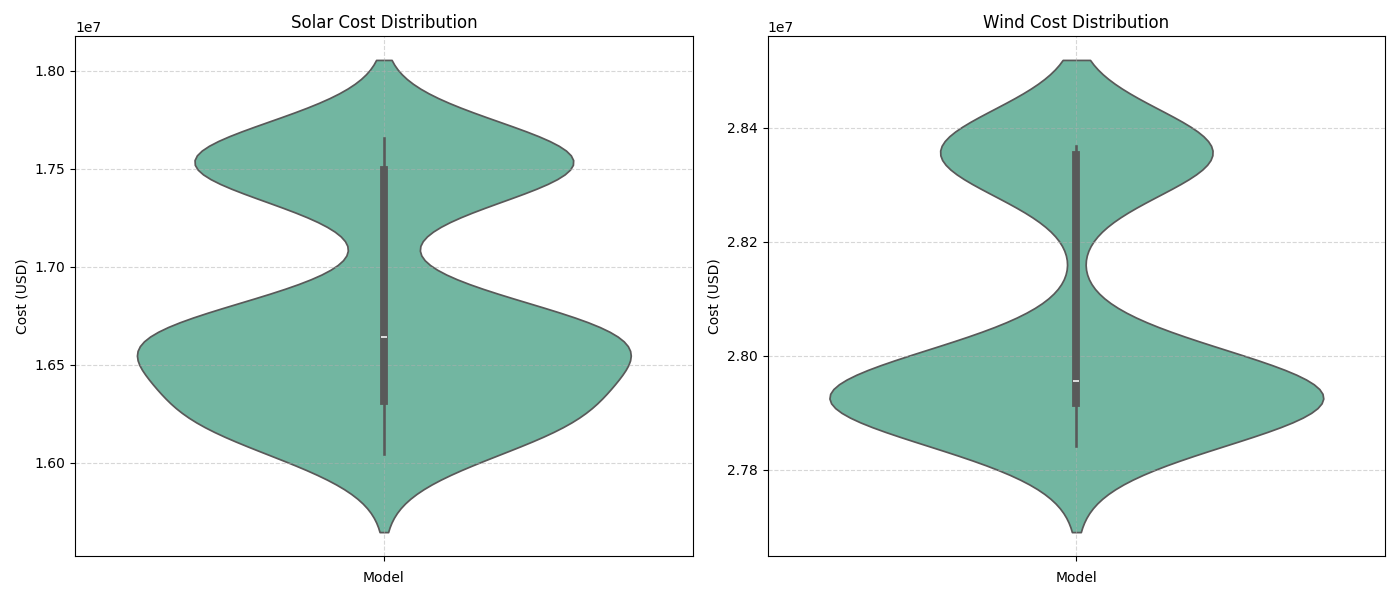 Solar Cost Distribution
1e7
1.80
1.75
1.70
1.65
1.60
Cost (USD)
Model
Wind Cost Distribution
1e7
2.84
2.82
2.80
2.78
Cost (USD)
Model